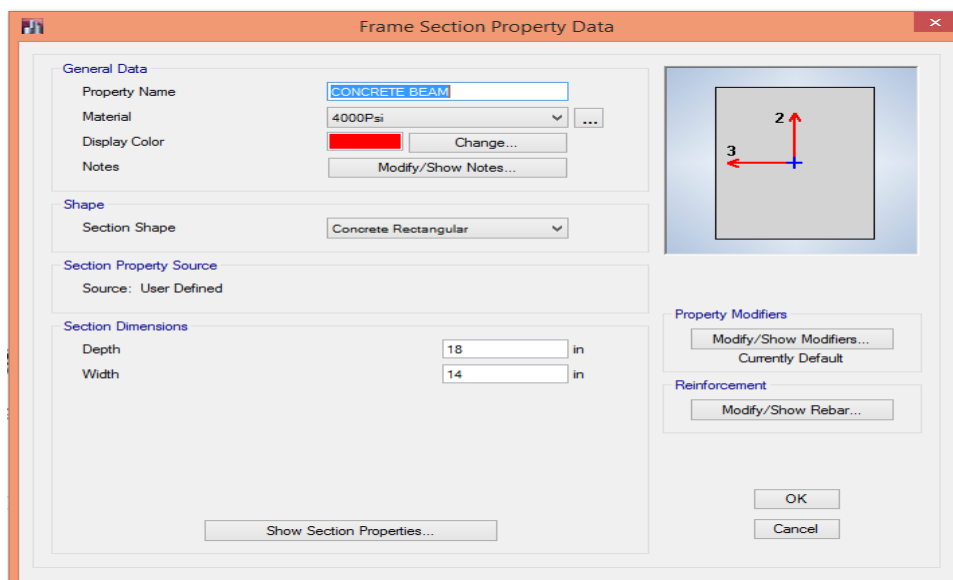 Frame Section Property Data
General Data
Property Name CONCRETE BEAM
Material 4000Psi ...
Display Color Change...
Notes Modify/Show Notes...
Shape
Section Shape Concrete Rectangular
Section Property Source
Source: User Defined
Section Dimensions
Depth 18 in
Width 14 in
Show Section Properties...
2
3
Property Modifiers
Modify/Show Modifiers...
Currently Default
Reinforcement
Modify/Show Rebar...
OK
Cancel